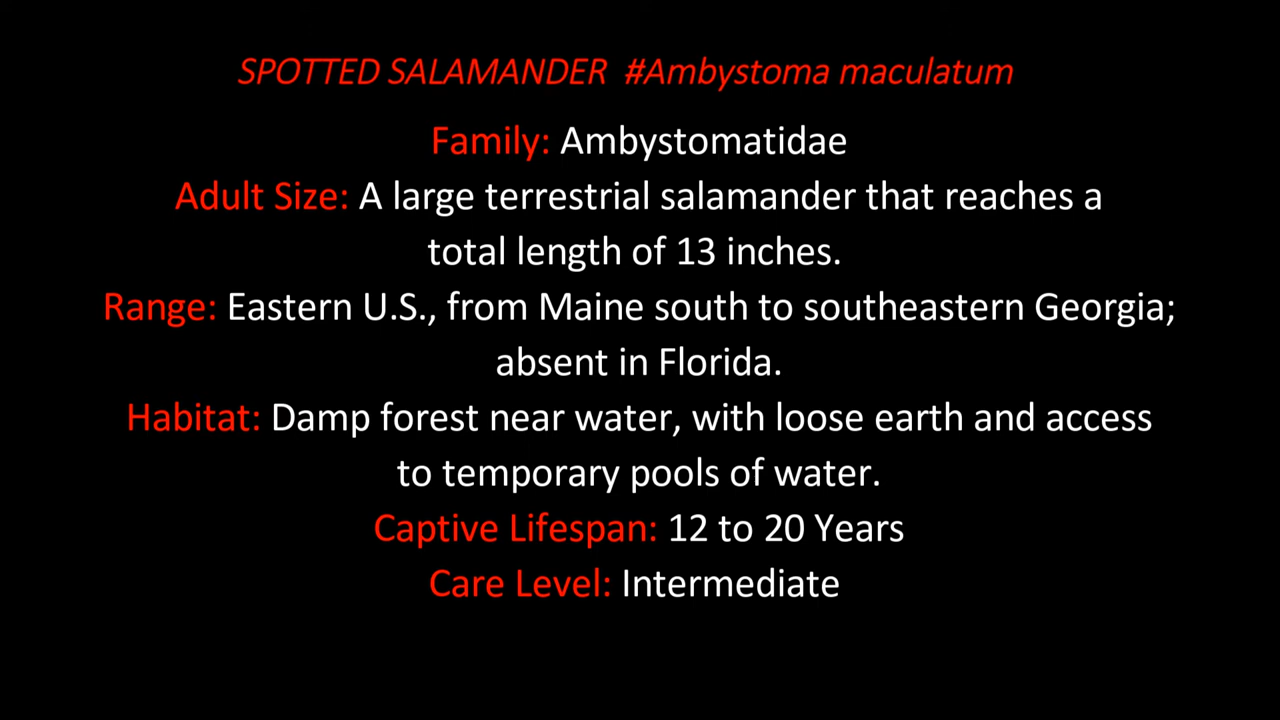 SPOTTED SALAMANDER #Ambystoma maculatum
Family: Ambystomatidae
Adult Size: A large terrestrial salamander that reaches a
total length of 13 inches.
Range: Eastern U.S., from Maine south to southeastern Georgia;
absent in Florida.
Habitat: Damp forest near water, with loose earth and access
to temporary pools of water.
Captive Lifespan: 12 to 20 Years
Care Level: Intermediate